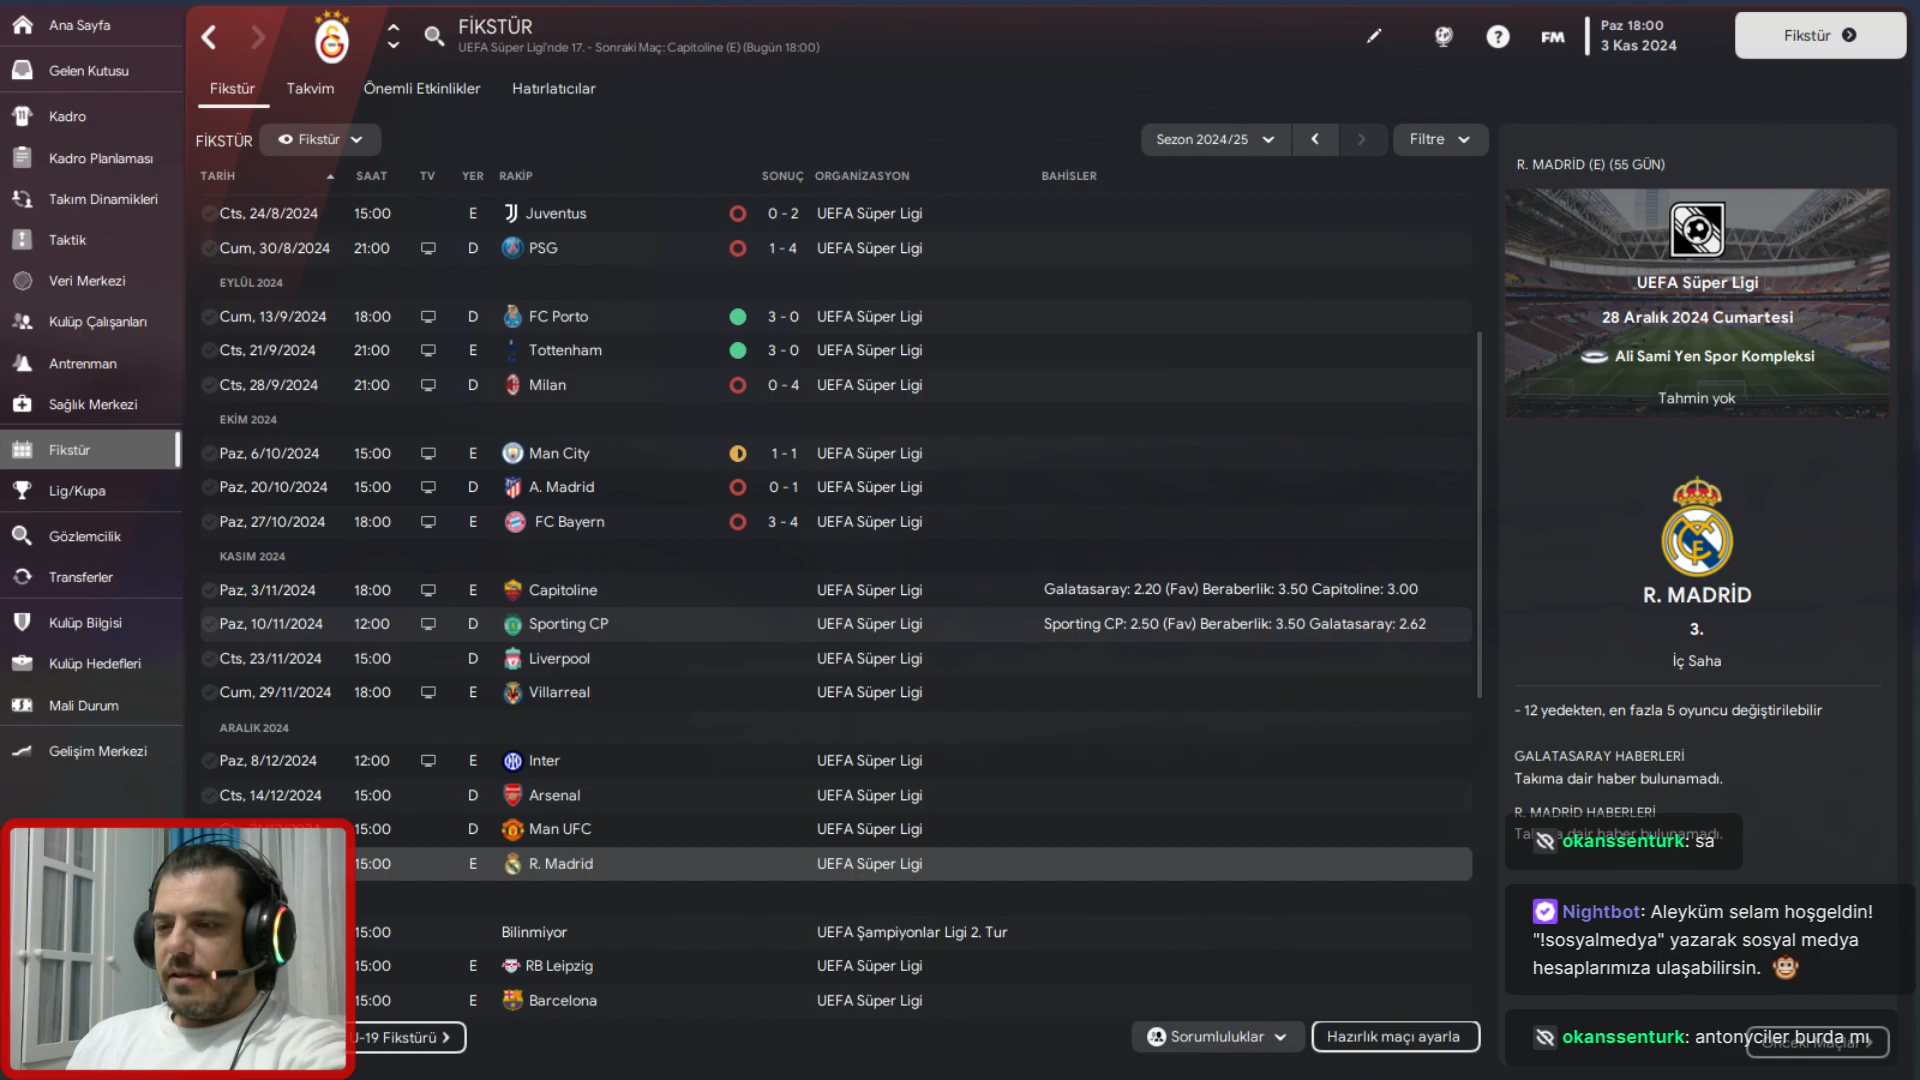 Ana Sayfa
Gelen Kutusu
Kadro
Kadro Planlaması
Takım Dinamikleri
Taktik
Veri Merkezi
Kulüp Çalışanları
Antrenman
Sağlık Merkezi
Fikstür
Lig/Kupa
Gözlemcilik
Transferler
Kulüp Bilgisi
Kulüp Hedefleri
Mali Durum
Gelişim Merkezi
FİKSTÜR
UEFA Süper Ligi'nde 17. - Sonraki Maç: Capitoline (E) (Bugün 18:00)
FM
Paz 18:00
3 Kas 2024
Fikstür
Fikstür Takvim Önemli Etkinlikler Hatırlatıcılar
FİKSTÜR Fikstür Sezon 2024/25 Filtre
TARİH SAAT TV YER RAKİP SONUÇ ORGANİZASYON BAHİSLER
Cts, 24/8/2024 15:00 E Juventus 0 - 2 UEFA Süper Ligi
Cum, 30/8/2024 21:00 D PSG 1 - 4 UEFA Süper Ligi
EYLÜL 2024
Cum, 13/9/2024 18:00 D FC Porto 3 - 0 UEFA Süper Ligi
Cts, 21/9/2024 21:00 E Tottenham 3 - 0 UEFA Süper Ligi
Cts, 28/9/2024 21:00 D Milan 0 - 4 UEFA Süper Ligi
EKİM 2024
Paz, 6/10/2024 15:00 E Man City 1 - 1 UEFA Süper Ligi
Paz, 20/10/2024 15:00 D A. Madrid 0 - 1 UEFA Süper Ligi
Paz, 27/10/2024 18:00 E FC Bayern 3 - 4 UEFA Süper Ligi
KASIM 2024
Paz, 3/11/2024 18:00 E Capitoline UEFA Süper Ligi Galatasaray: 2.20 (Fav) Beraberlik: 3.50 Capitoline: 3.00
Paz, 10/11/2024 12:00 D Sporting CP UEFA Süper Ligi Sporting CP: 2.50 (Fav) Beraberlik: 3.50 Galatasaray: 2.62
Cts, 23/11/2024 15:00 D Liverpool UEFA Süper Ligi
Cum, 29/11/2024 18:00 E Villarreal UEFA Süper Ligi
ARALIK 2024
Paz, 8/12/2024 12:00 E Inter UEFA Süper Ligi
Cts, 14/12/2024 15:00 D Arsenal UEFA Süper Ligi
15:00 D Man UFC UEFA Süper Ligi
15:00 E R. Madrid UEFA Süper Ligi
15:00 Bilinmiyor UEFA Şampiyonlar Ligi 2. Tur
15:00 E RB Leipzig UEFA Süper Ligi
15:00 E Barcelona UEFA Süper Ligi
U-19 Fikstürü Sorumluluklar Hazırlık maçı ayarla
R. MADRİD (E) (55 GÜN)
UEFA Süper Ligi
28 Aralık 2024 Cumartesi
Ali Sami Yen Spor Kompleksi
Tahmin yok
R. MADRİD
3.
İç Saha
- 12 yedekten, en fazla 5 oyuncu değiştirilebilir
GALATASARAY HABERLERİ
Takıma dair haber bulunamadı.
R. MADRİD HABERLERİ
Takıma dair haber bulunamadı.
okanssenturk: sa
Nightbot: Aleyküm selam hoşgeldin!
"!sosyalmedya" yazarak sosyal medya
hesaplarımıza ulaşabilirsin.
okanssenturk: antonyciler burda mı
Önceki Maçlar